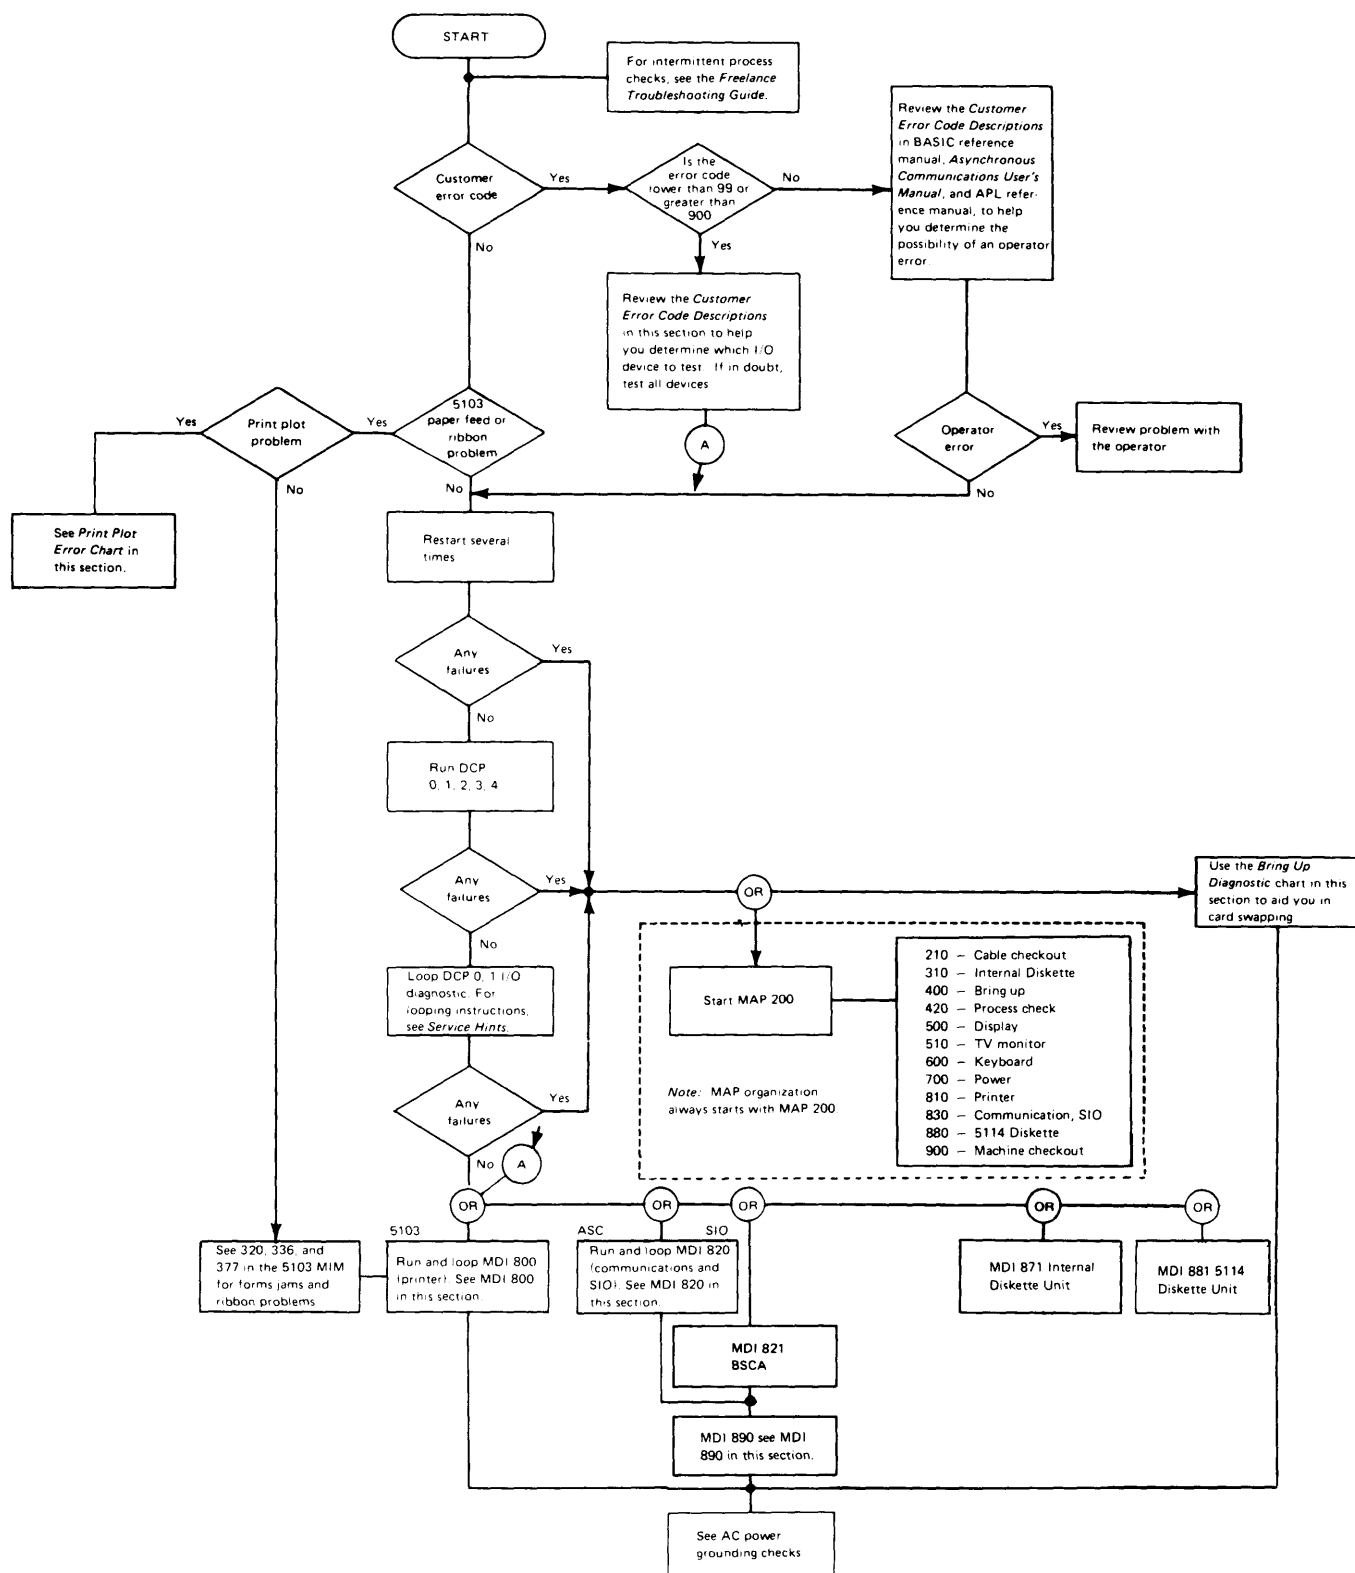 START
For intermittent process
checks, see the Freelance
Troubleshooting Guide.
Review the Customer
Error Code Descriptions
in BASIC reference
manual, Asynchronous
Communications User's
Manual, and APL refer-
ence manual, to help
you determine the
possibility of an operator
error.
Customer
error code
Yes
Is the
error code
lower than 99 or
greater than
900
No
No
Yes
Review the Customer
Error Code Descriptions
in this section to help
you determine which I/O
device to test. If in doubt,
test all devices
Yes
Print plot
problem
Yes
5103
paper feed or
ribbon
problem
A
Operator
error
Yes
Review problem with
the operator
No
No
No
See Print Plot
Error Chart in
this section.
Restart several
times
Any
failures
Yes
No
Run DCP
0, 1, 2, 3, 4
Any
failures
Yes
OR
Use the Bring Up
Diagnostic chart in this
section to aid you in
card swapping
No
Loop DCP 0, 1 I/O
diagnostic. For
looping instructions,
see Service Hints.
Start MAP 200
210 – Cable checkout
310 – Internal Diskette
400 – Bring up
420 – Process check
500 – Display
510 – TV monitor
600 – Keyboard
700 – Power
810 – Printer
830 – Communication, SIO
880 – 5114 Diskette
900 – Machine checkout
Note: MAP organization
always starts with MAP 200
Any
failures
Yes
No
A
OR
OR
OR
OR
OR
5103
ASC
SIO
See 320, 336, and
377 in the 5103 MIM
for forms jams and
ribbon problems
Run and loop MDI 800
(printer). See MDI 800
in this section.
Run and loop MDI 820
(communications and
SIO). See MDI 820 in
this section.
MDI 871 Internal
Diskette Unit
MDI 881 5114
Diskette Unit
MDI 821
BSCA
MDI 890 see MDI
890 in this section.
See AC power
grounding checks